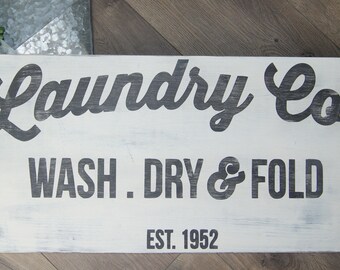 Laundry Co
WASH . DRY & FOLD
EST. 1952